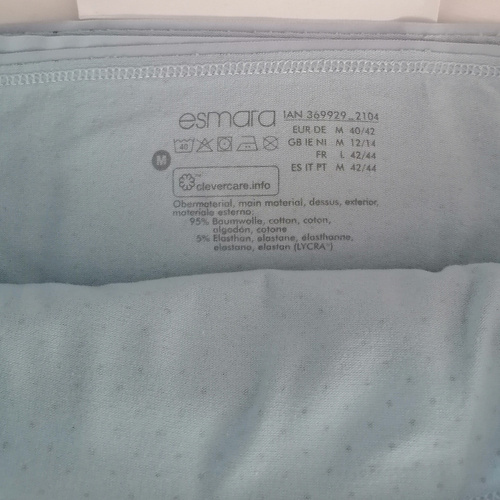 esmara IAN 369929_2104
EUR DE M 40/42
GB IE NI M 12/14
FR L 42/44
ES IT PT M 42/44
40
M
clevercare.info
Obermaterial, main material, dessus, exterior,
materiale esterno:
95% Baumwolle, cotton, coton,
algodón, cotone
5% Elasthan, elastane, élasthanne,
elastano, elastan (LYCRA™)